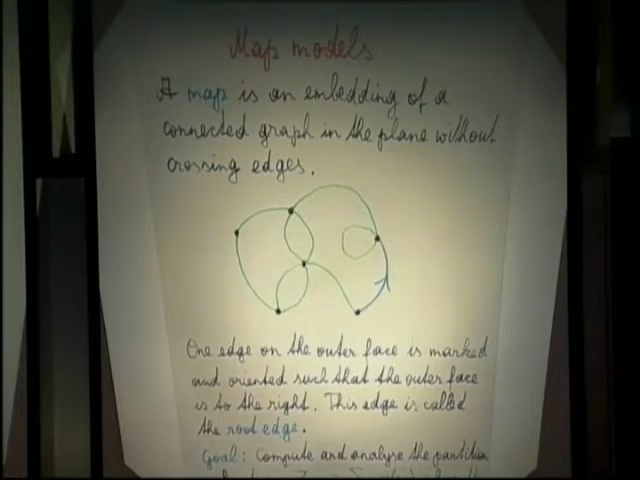 Map models
A map is an embedding of a
connected graph in the plane without
crossing edges.
One edge on the outer face is marked
and oriented such that the outer face
is to the right. This edge is called
the root edge.
Goal: Compute and analyse the partition